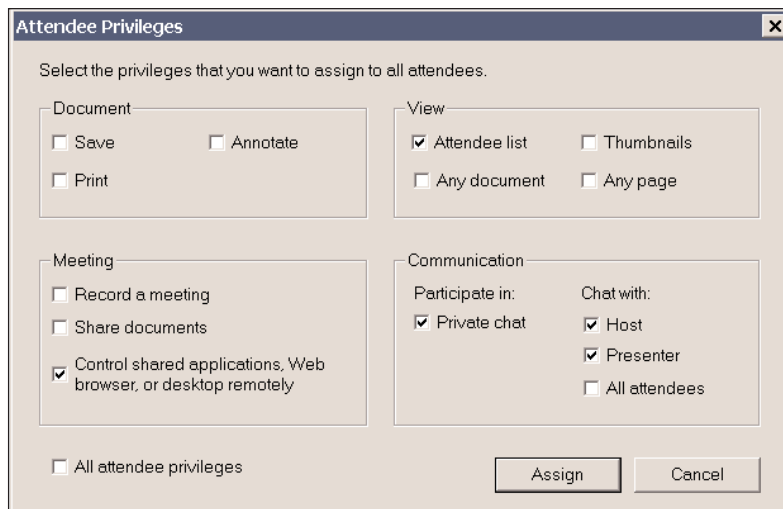 Attendee Privileges
Select the privileges that you want to assign to all attendees.
Document
Save
Annotate
Print
View
Attendee list
Thumbnails
Any document
Any page
Meeting
Record a meeting
Share documents
Control shared applications, Web
browser, or desktop remotely
Communication
Participate in:
Private chat
Chat with:
Host
Presenter
All attendees
All attendee privileges
Assign
Cancel